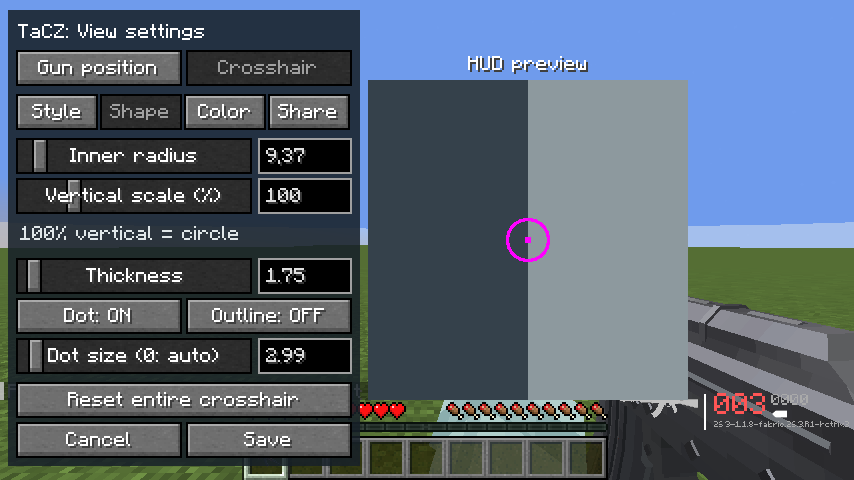 TaCZ: View settings
Gun position Crosshair
HUD preview
Style Shape Color Share
Inner radius 9.37
Vertical scale (%) 100
100% vertical = circle
Thickness 1.75
Dot: ON Outline: OFF
Dot size (0: auto) 3.99
Reset entire crosshair
003 0000
Cancel Save